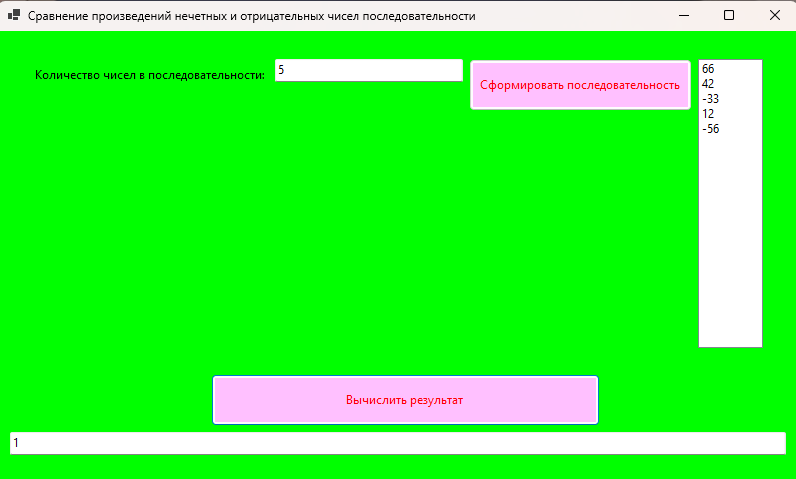 Сравнение произведений нечетных и отрицательных чисел последовательности
Количество чисел в последовательности:
5
Сформировать последовательность
66
42
-33
12
-56
Вычислить результат
1